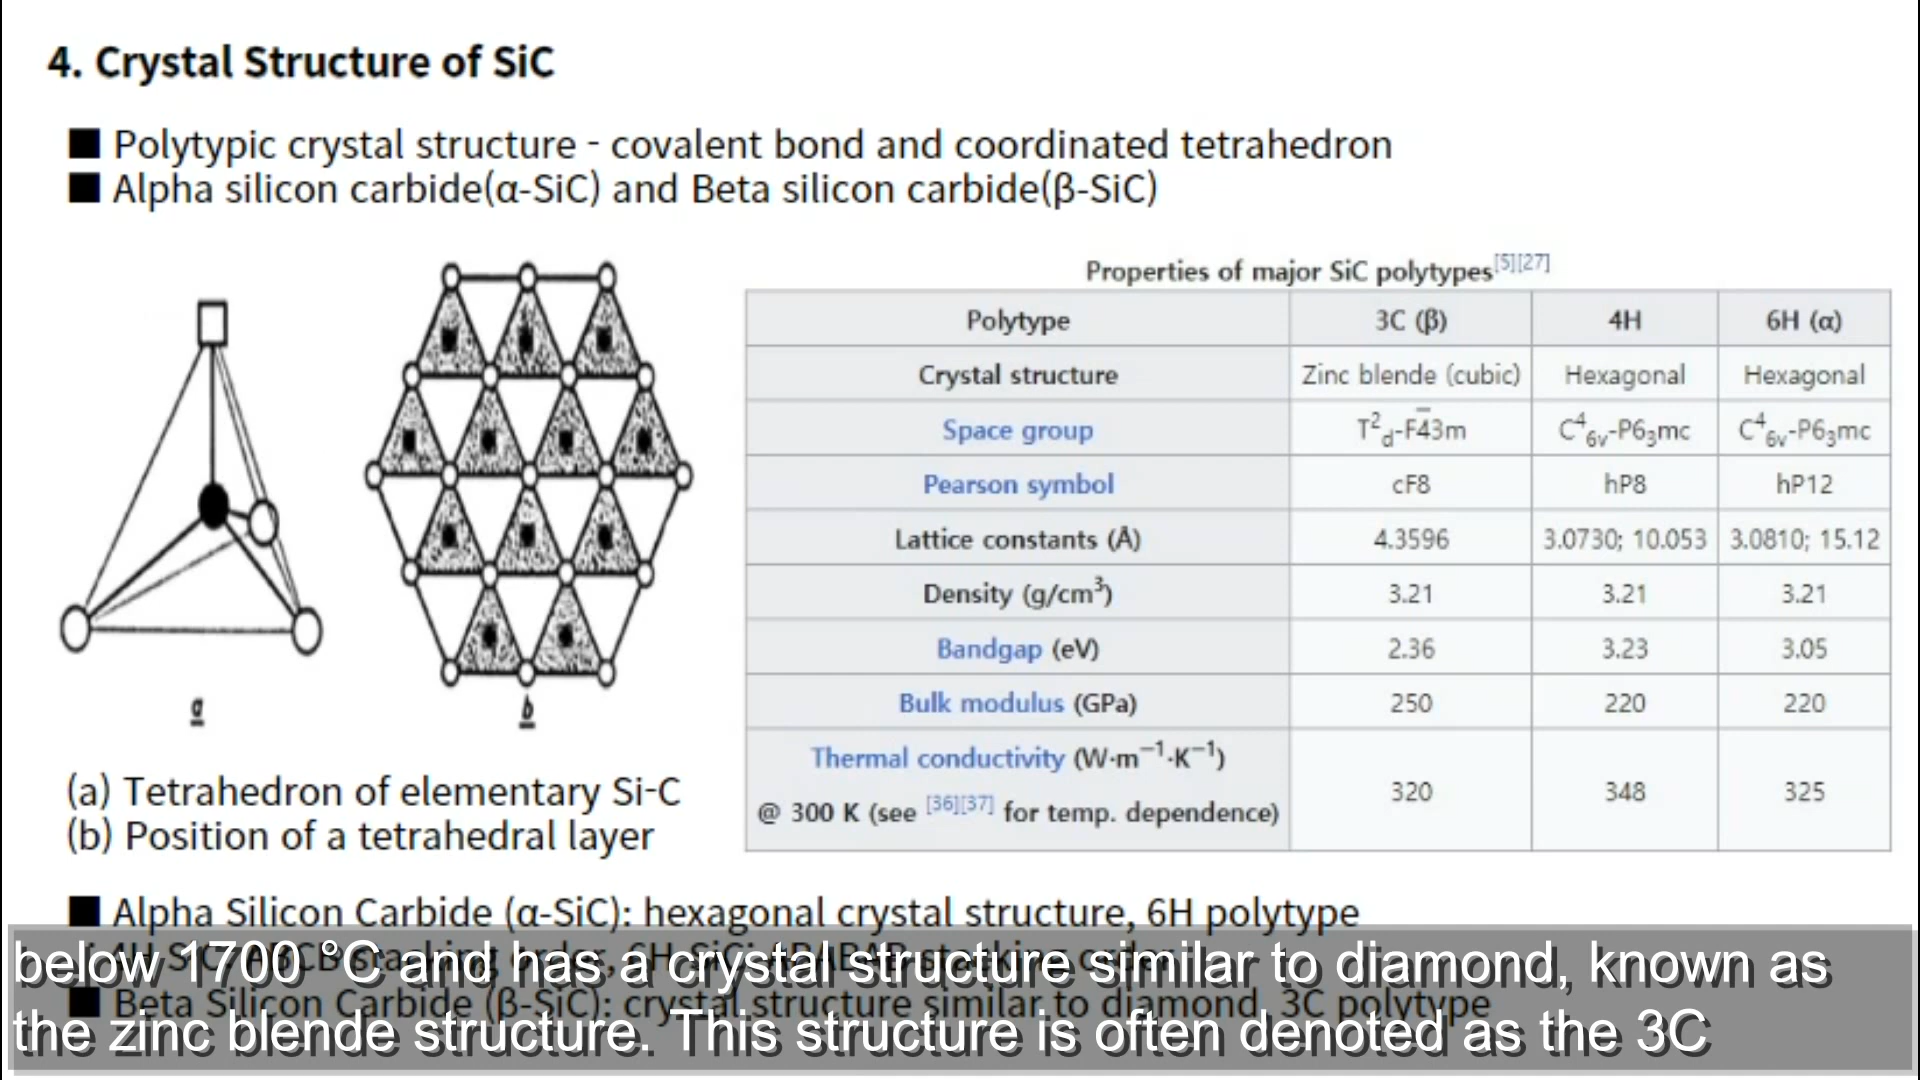 4. Crystal Structure of SiC
■ Polytypic crystal structure - covalent bond and coordinated tetrahedron
■ Alpha silicon carbide(α-SiC) and Beta silicon carbide(β-SiC)
a
b
(a) Tetrahedron of elementary Si-C
(b) Position of a tetrahedral layer
Properties of major SiC polytypes[5][27]
Polytype 3C (β) 4H 6H (α)
Crystal structure Zinc blende (cubic) Hexagonal Hexagonal
Space group T²d-F4̅3m C⁴6v-P6₃mc C⁴6v-P6₃mc
Pearson symbol cF8 hP8 hP12
Lattice constants (Å) 4.3596 3.0730; 10.053 3.0810; 15.12
Density (g/cm³) 3.21 3.21 3.21
Bandgap (eV) 2.36 3.23 3.05
Bulk modulus (GPa) 250 220 220
Thermal conductivity (W·m⁻¹·K⁻¹)
@ 300 K (see [36][37] for temp. dependence) 320 348 325
■ Alpha Silicon Carbide (α-SiC): hexagonal crystal structure, 6H polytype
■ Beta Silicon Carbide (β-SiC): crystal structure similar to diamond, 3C polytype
below 1700 °C and has a crystal structure similar to diamond, known as
the zinc blende structure. This structure is often denoted as the 3C